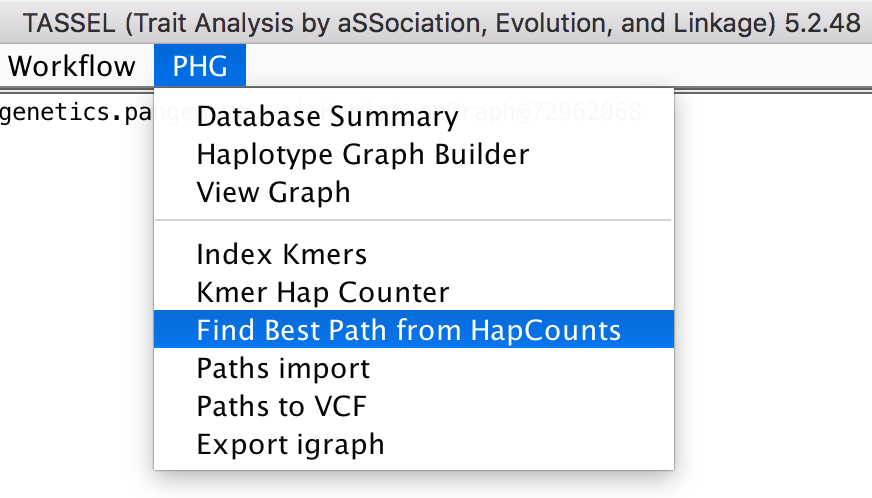 TASSEL (Trait Analysis by aSSociation, Evolution, and Linkage) 5.2.48
Workflow PHG
genetics.pa
Database Summary
Haplotype Graph Builder
View Graph
Index Kmers
Kmer Hap Counter
Find Best Path from HapCounts
Paths import
Paths to VCF
Export igraph